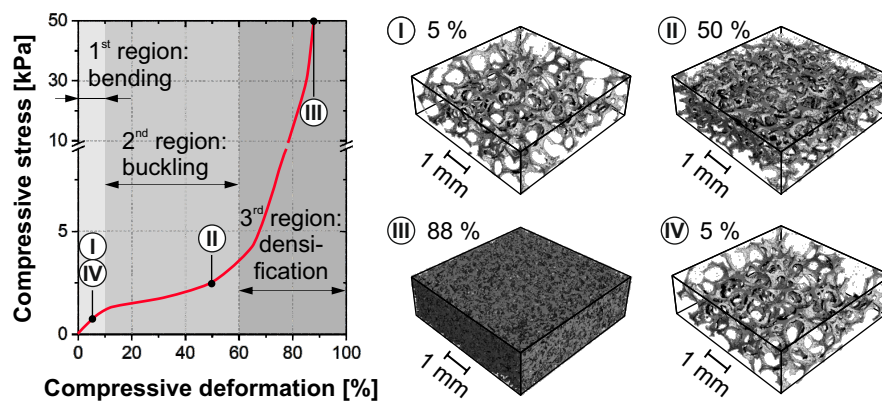 Compressive stress [kPa]
50
30
10
5
0
1st region:
bending
2nd region:
buckling
3rd region:
densi-
fication
I
IV
II
III
0 20 40 60 80 100
Compressive deformation [%]
I 5 %
1 mm
II 50 %
1 mm
III 88 %
1 mm
IV 5 %
1 mm